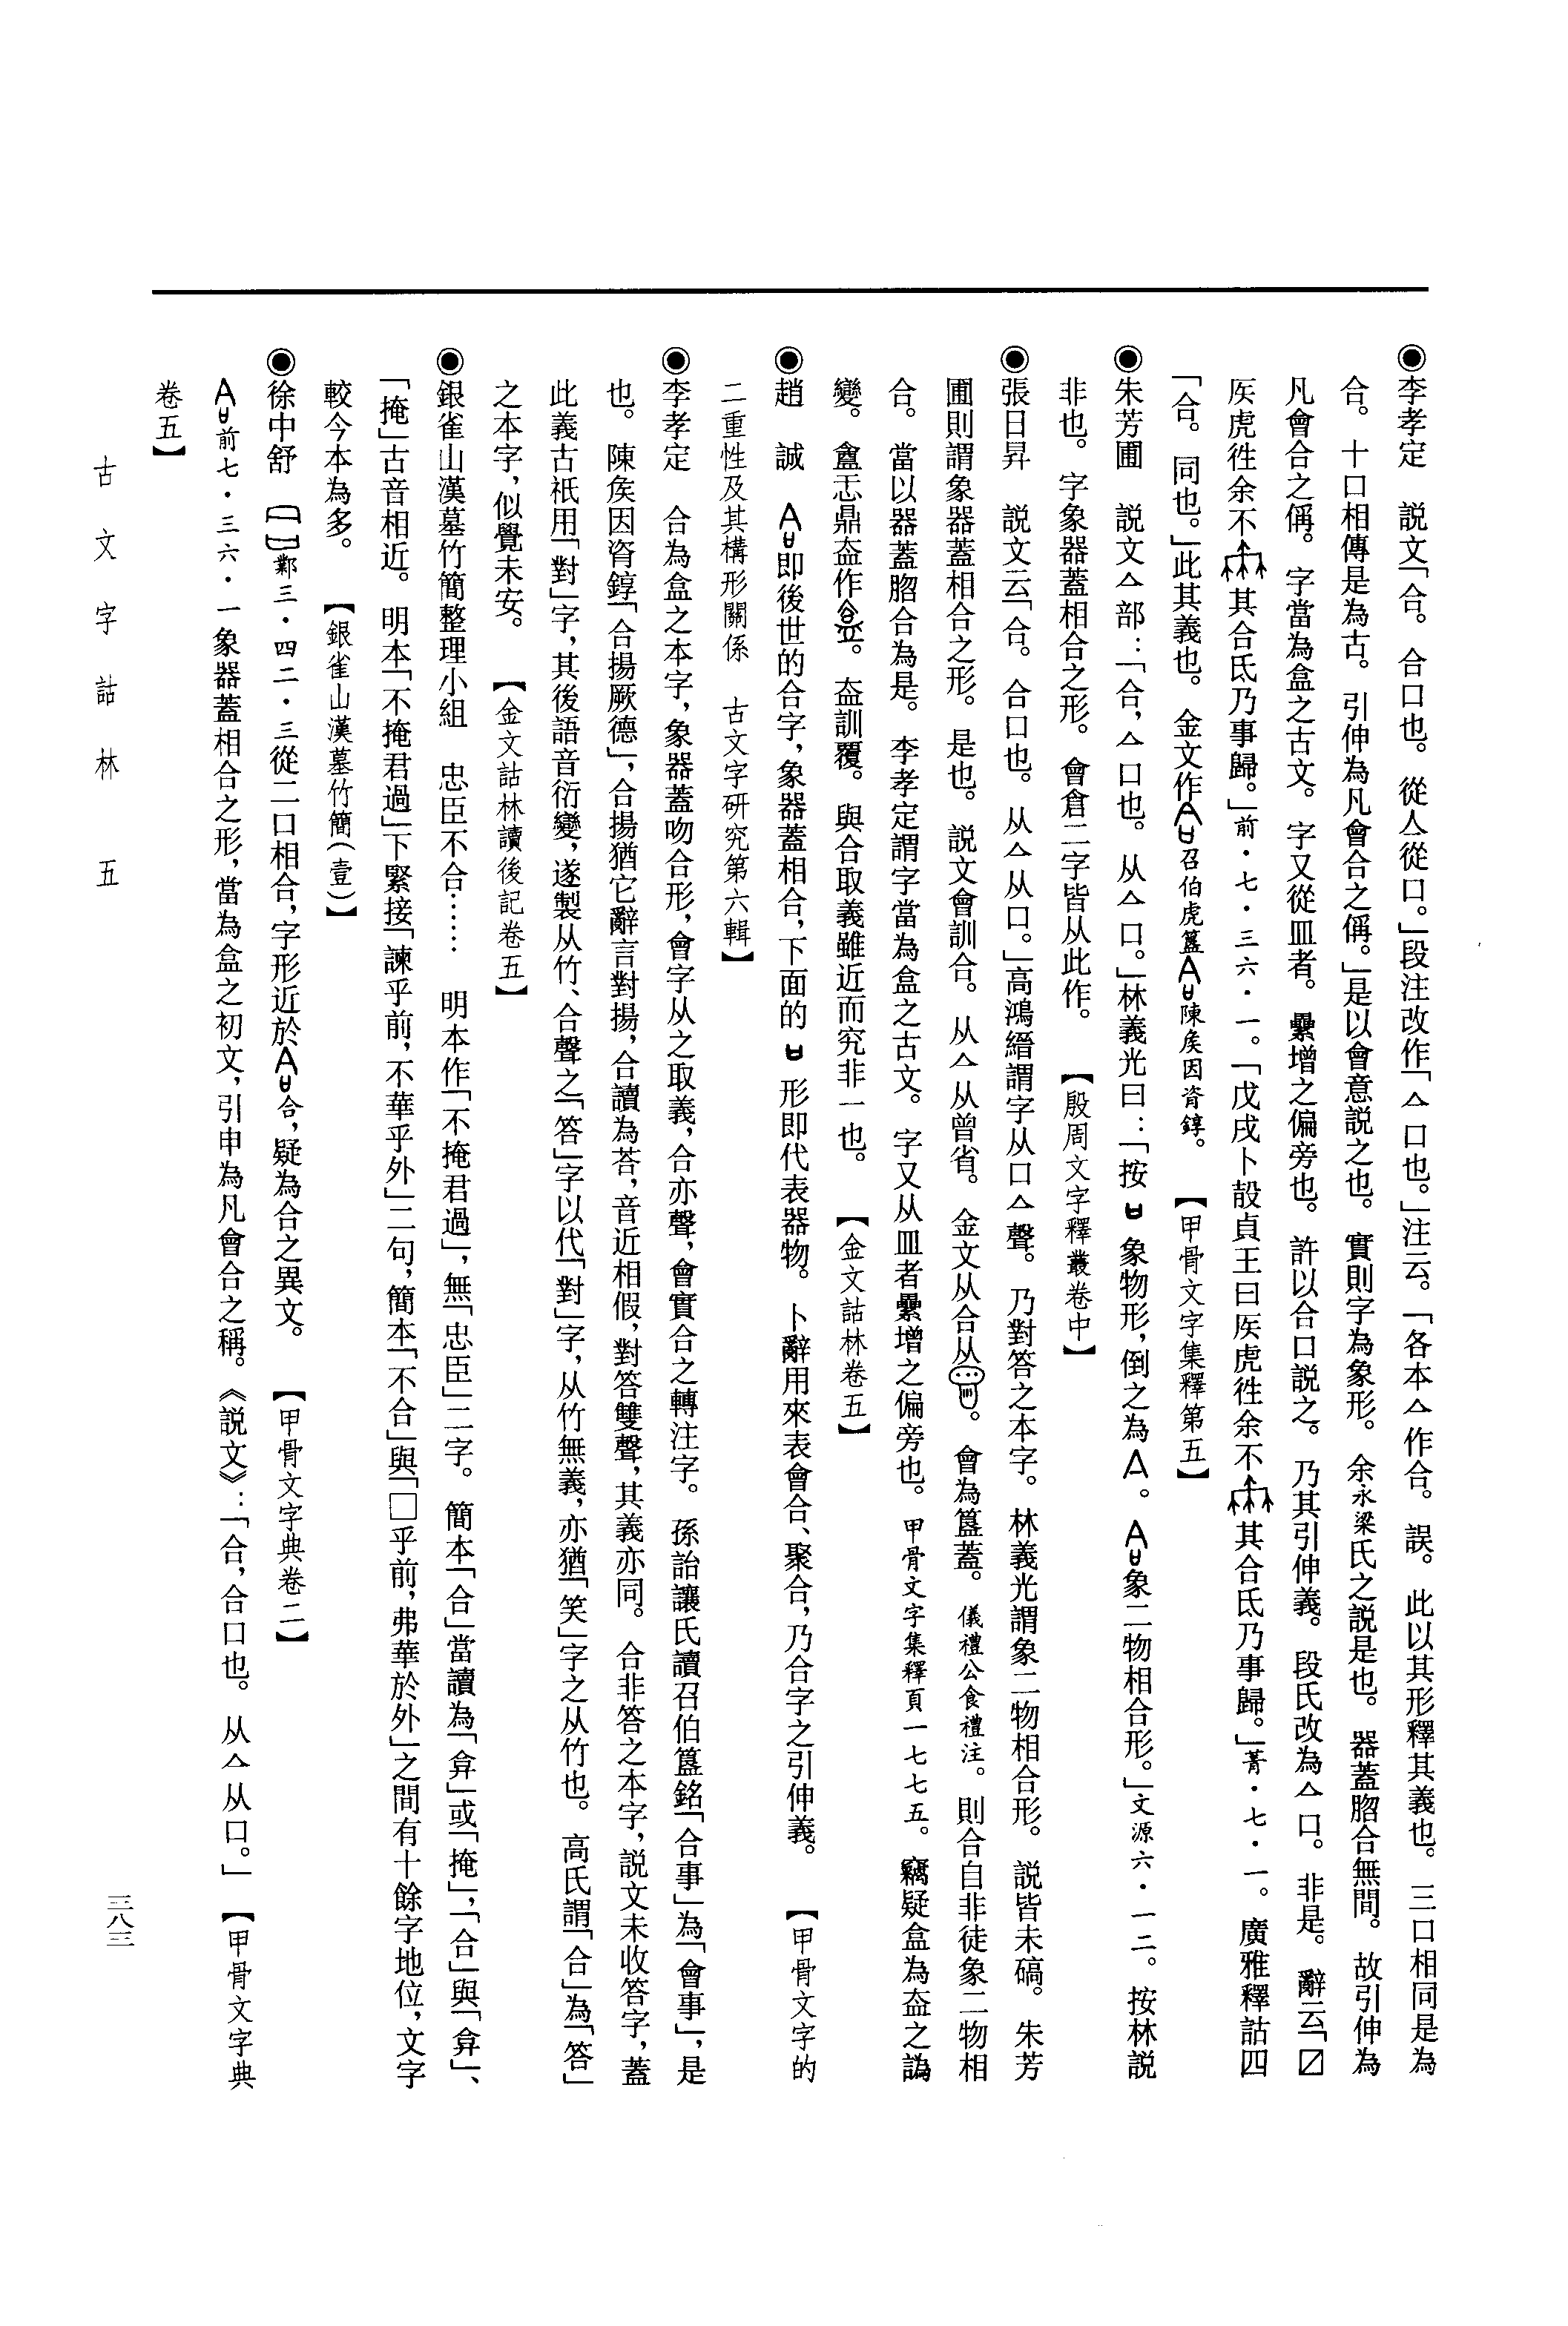 ◉李孝定　説文「合。合口也。從亼從口。」段注改作「亼口也。」注云。「各本亼作合。誤。此以其形釋其義也。三口相同是為
合。十口相傳是為古。引伸為凡會合之偁。」是以會意説之也。實則字為象形。余永梁氏之説是也。器蓋脗合無間。故引伸為
凡會合之偁。字當為盒之古文。字又從皿者。纍增之偏旁也。許以合口説之。乃其引伸義。段氏改為亼口。非是。辭云「〼
𥎦虎徃余不其合氐乃事歸。」前・七・三六・一。「戊戌卜㱿貞王曰𥎦虎徃余不其合氐乃事歸。」菁・七・一。廣雅釋詁四
「合。同也。」此其義也。金文作召伯虎簋陳𥎦因𰷾錞。【甲骨文字集釋第五】
◉朱芳圃　説文亼部：「合，亼口也。从亼口。」林義光曰：「按象物形，倒之為。象二物相合形。」文源六・一二。按林説
非也。字象器蓋相合之形。會倉二字皆从此作。【殷周文字釋叢卷中】
◉張日昇　説文云「合。合口也。从亼从口。」高鴻縉謂字从口亼聲。乃對答之本字。林義光謂象二物相合形。説皆未碻。朱芳
圃則謂象器蓋相合之形。是也。説文會訓合。从亼从曾省。金文从合从。會為簋蓋。儀禮公食禮注。則合自非徒象二物相
合。當以器蓋脗合為是。李孝定謂字當為盒之古文。字又从皿者纍增之偏旁也。甲骨文字集釋頁一七七五。竊疑盒為盇之譌
變。盦忎鼎盇作。盇訓覆。與合取義雖近而究非一也。【金文詁林卷五】
◉趙　誠　即後世的合字，象器蓋相合，下面的形即代表器物。卜辭用來表會合、聚合，乃合字之引伸義。【甲骨文字的
二重性及其構形關係　古文字研究第六輯】
◉李孝定　合為盒之本字，象器蓋吻合形，會字从之取義，合亦聲，會實合之轉注字。孫詒讓氏讀召伯簋銘「合事」為「會事」，是
也。陳𥎦因𰷾錞「合揚厥德」，合揚猶它辭言對揚，合讀為荅，音近相假，對答雙聲，其義亦同。合非答之本字，説文未收答字，蓋
此義古祇用「對」字，其後語音衍變，遂製从竹、合聲之「答」字以代「對」字，从竹無義，亦猶「笑」字之从竹也。高氏謂「合」為「答」
之本字，似覺未安。【金文詁林讀後記卷五】
◉銀雀山漢墓竹簡整理小組　忠臣不合……　明本作「不掩君過」，無「忠臣」二字。簡本「合」當讀為「弇」或「掩」，「合」與「弇」、
「掩」古音相近。明本「不掩君過」下緊接「諫乎前，不華乎外」二句，簡本「不合」與「□乎前，弗華於外」之間有十餘字地位，文字
較今本為多。【銀雀山漢墓竹簡（壹）】
◉徐中舒　鄴三・四二・三從二口相合，字形近於合，疑為合之異文。【甲骨文字典卷二】
前七・三六・一象器蓋相合之形，當為盒之初文，引申為凡會合之稱。《説文》：「合，合口也。从亼从口。」【甲骨文字典
卷五】
古文字詁林　五
三八三